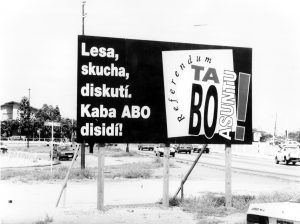 Lesa,
skucha,
diskutí.
Kaba ABO
disidí!
Referendum
TA
BO
ASUNTU!